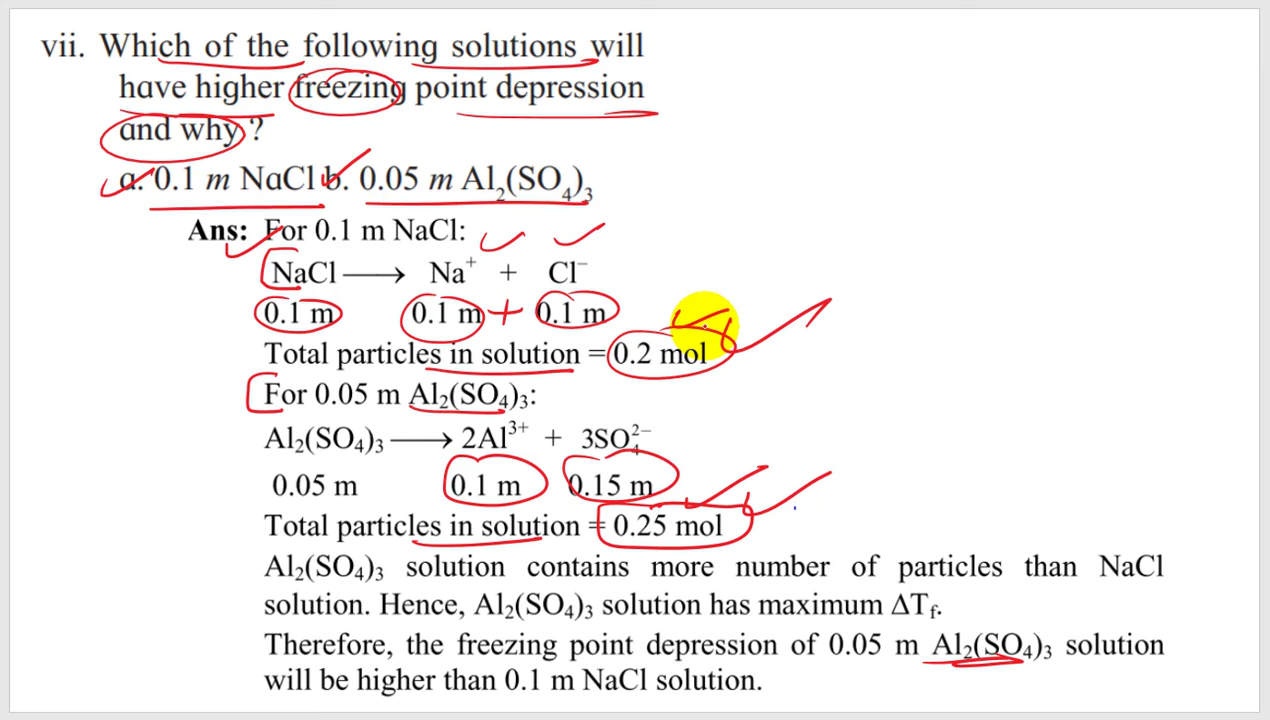 vii. Which of the following solutions will
have higher freezing point depression
and why ?
a. 0.1 m NaCl b. 0.05 m Al₂(SO₄)₃
Ans: For 0.1 m NaCl:
NaCl ⟶ Na⁺ + Cl⁻
0.1 m 0.1 m + 0.1 m
Total particles in solution = 0.2 mol
For 0.05 m Al₂(SO₄)₃:
Al₂(SO₄)₃ ⟶ 2Al³⁺ + 3SO₄²⁻
0.05 m 0.1 m 0.15 m
Total particles in solution = 0.25 mol
Al₂(SO₄)₃ solution contains more number of particles than NaCl
solution. Hence, Al₂(SO₄)₃ solution has maximum ΔTf.
Therefore, the freezing point depression of 0.05 m Al₂(SO₄)₃ solution
will be higher than 0.1 m NaCl solution.